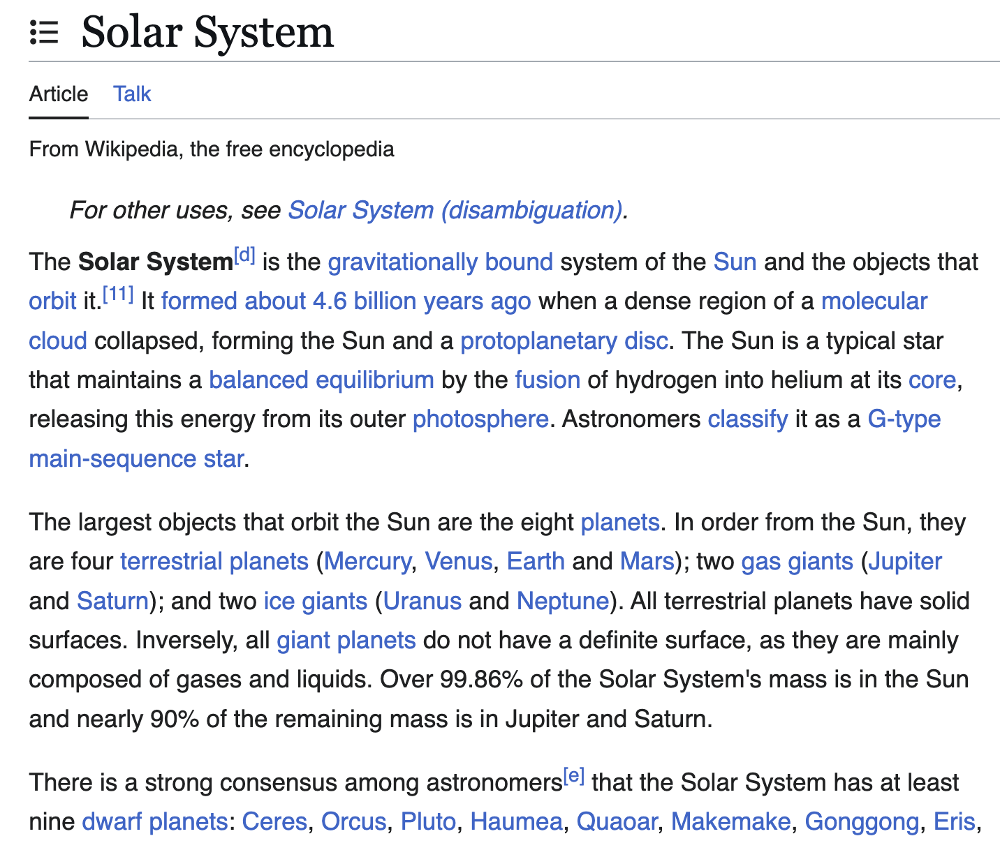 Solar System
Article Talk
From Wikipedia, the free encyclopedia
For other uses, see Solar System (disambiguation).
The Solar System[d] is the gravitationally bound system of the Sun and the objects that
orbit it.[11] It formed about 4.6 billion years ago when a dense region of a molecular
cloud collapsed, forming the Sun and a protoplanetary disc. The Sun is a typical star
that maintains a balanced equilibrium by the fusion of hydrogen into helium at its core,
releasing this energy from its outer photosphere. Astronomers classify it as a G-type
main-sequence star.
The largest objects that orbit the Sun are the eight planets. In order from the Sun, they
are four terrestrial planets (Mercury, Venus, Earth and Mars); two gas giants (Jupiter
and Saturn); and two ice giants (Uranus and Neptune). All terrestrial planets have solid
surfaces. Inversely, all giant planets do not have a definite surface, as they are mainly
composed of gases and liquids. Over 99.86% of the Solar System's mass is in the Sun
and nearly 90% of the remaining mass is in Jupiter and Saturn.
There is a strong consensus among astronomers[e] that the Solar System has at least
nine dwarf planets: Ceres, Orcus, Pluto, Haumea, Quaoar, Makemake, Gonggong, Eris,